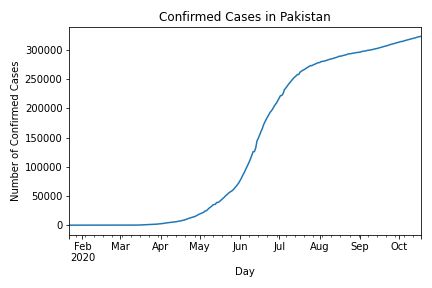 Confirmed Cases in Pakistan
Number of Confirmed Cases
300000
250000
200000
150000
100000
50000
0
Feb Mar Apr May Jun Jul Aug Sep Oct
2020
Day